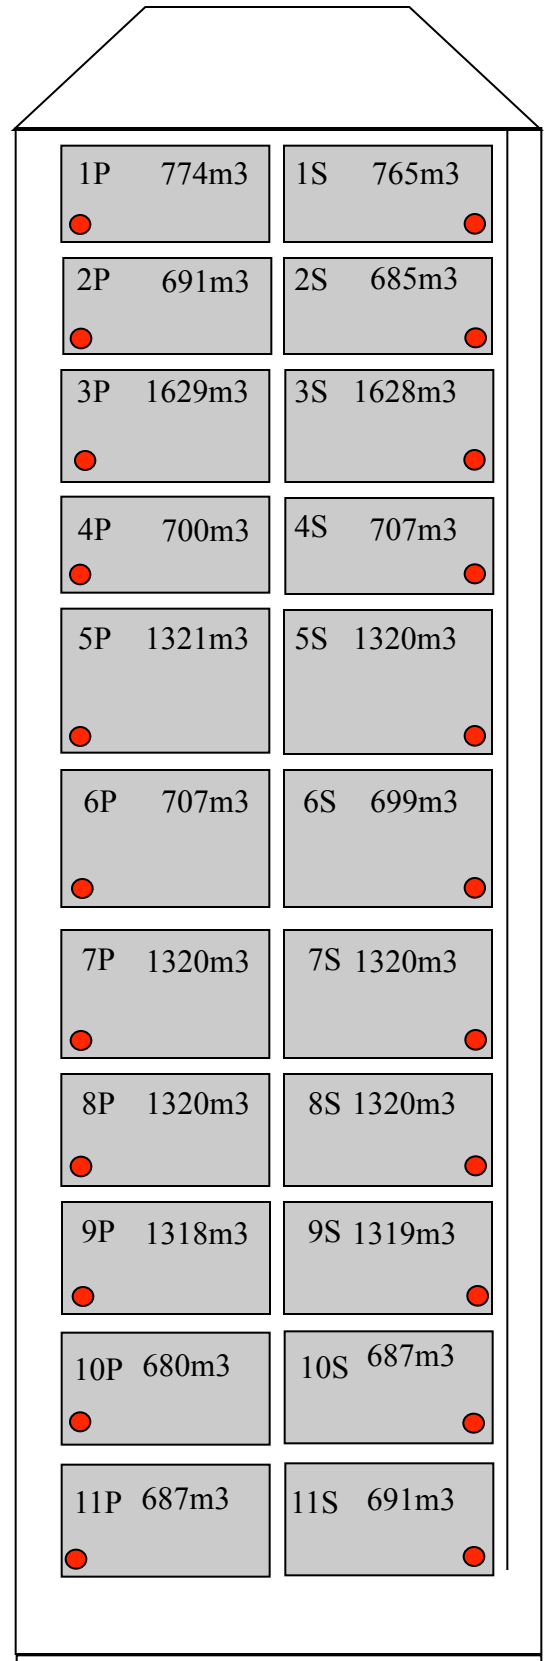 1P 774m3 1S 765m3
2P 691m3 2S 685m3
3P 1629m3 3S 1628m3
4P 700m3 4S 707m3
5P 1321m3 5S 1320m3
6P 707m3 6S 699m3
7P 1320m3 7S 1320m3
8P 1320m3 8S 1320m3
9P 1318m3 9S 1319m3
10P 680m3 10S 687m3
11P 687m3 11S 691m3